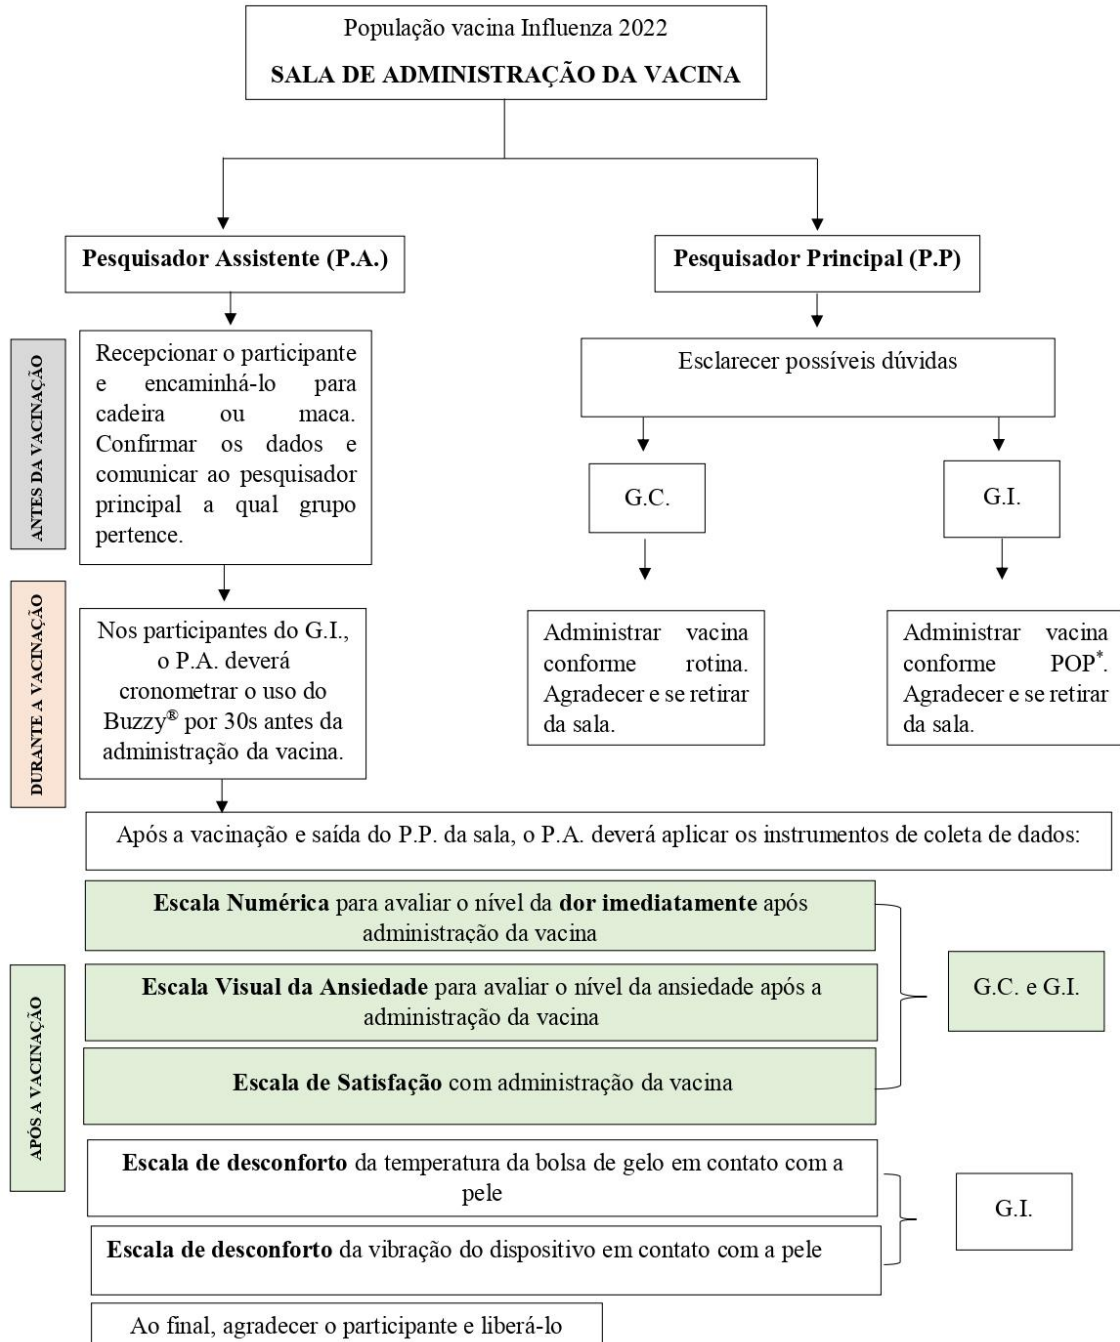 População vacina Influenza 2022
SALA DE ADMINISTRAÇÃO DA VACINA
Pesquisador Assistente (P.A.)
Pesquisador Principal (P.P)
ANTES DA VACINAÇÃO
Recepcionar o participante
e encaminhá-lo para
cadeira ou maca.
Confirmar os dados e
comunicar ao pesquisador
principal a qual grupo
pertence.
Esclarecer possíveis dúvidas
G.C.
G.I.
DURANTE A VACINAÇÃO
Nos participantes do G.I.,
o P.A. deverá
cronometrar o uso do
Buzzy® por 30s antes da
administração da vacina.
Administrar vacina
conforme rotina.
Agradecer e se retirar
da sala.
Administrar vacina
conforme POP*.
Agradecer e se retirar
da sala.
Após a vacinação e saída do P.P. da sala, o P.A. deverá aplicar os instrumentos de coleta de dados:
APÓS A VACINAÇÃO
Escala Numérica para avaliar o nível da dor imediatamente após
administração da vacina
Escala Visual da Ansiedade para avaliar o nível da ansiedade após a
administração da vacina
Escala de Satisfação com administração da vacina
G.C. e G.I.
Escala de desconforto da temperatura da bolsa de gelo em contato com a
pele
Escala de desconforto da vibração do dispositivo em contato com a pele
G.I.
Ao final, agradecer o participante e liberá-lo